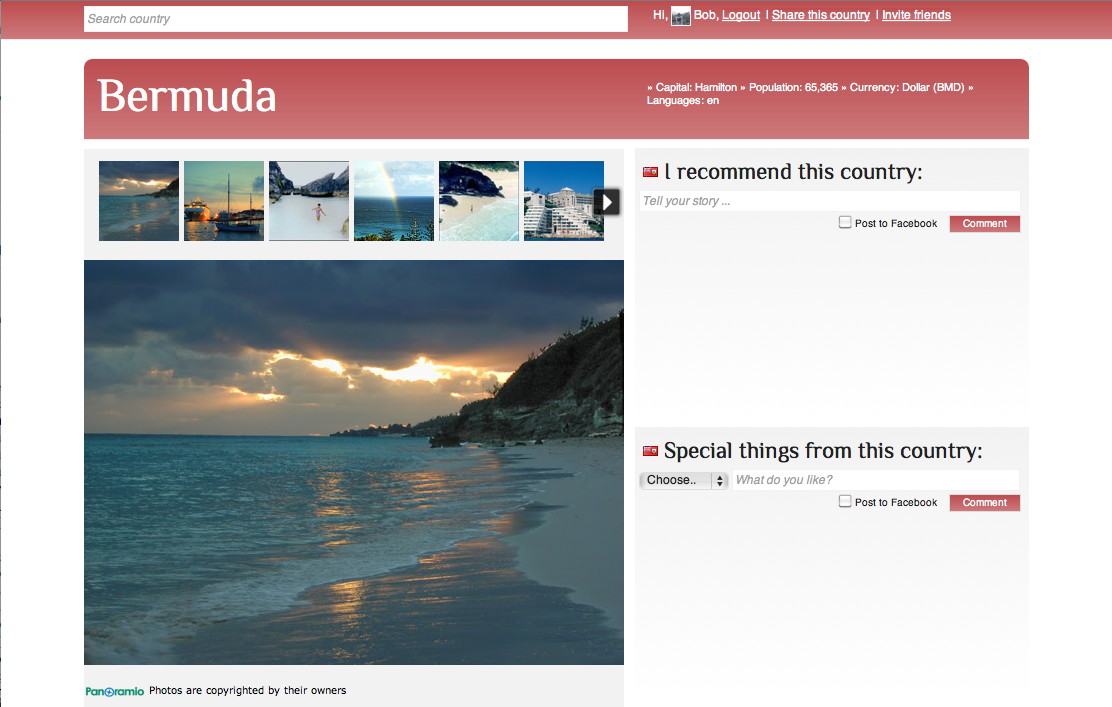 Search country
Hi, Bob, Logout | Share this country | Invite friends
Bermuda
» Capital: Hamilton » Population: 65,365 » Currency: Dollar (BMD) »
Languages: en
I recommend this country:
Tell your story ...
Post to Facebook Comment
Special things from this country:
Choose.. What do you like?
Post to Facebook Comment
Panoramio Photos are copyrighted by their owners